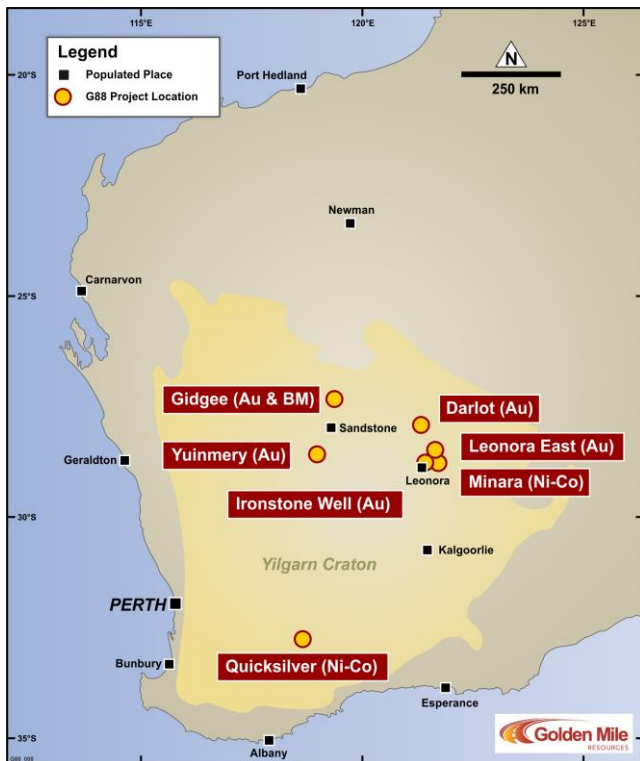 115°E
120°E
125°E
Legend
Populated Place
G88 Project Location
N
250 km
20°S
Port Hedland
Newman
25°S
Carnarvon
Gidgee (Au & BM)
Darlot (Au)
Sandstone
Leonora East (Au)
Yuinmery (Au)
Geraldton
Leonora
Minara (Ni-Co)
Ironstone Well (Au)
30°S
Kalgoorlie
Yilgarn Craton
PERTH
Bunbury
Quicksilver (Ni-Co)
Esperance
35°S
Albany
Golden Mile
RESOURCES